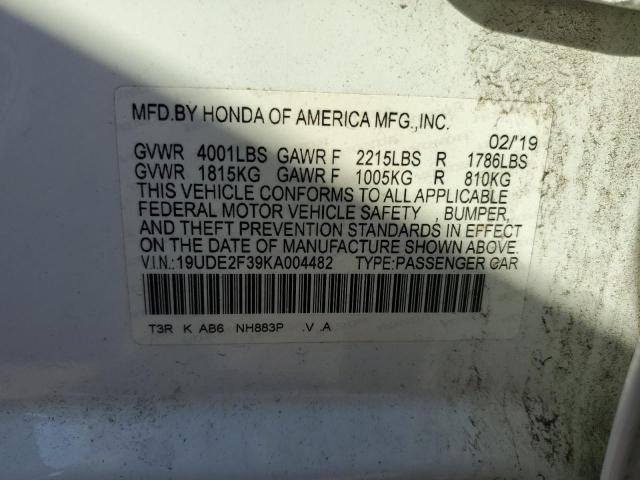 MFD.BY HONDA OF AMERICA MFG.,INC.
02/'19
GVWR 4001LBS GAWR F 2215LBS R 1786LBS
GVWR 1815KG GAWR F 1005KG R 810KG
THIS VEHICLE CONFORMS TO ALL APPLICABLE
FEDERAL MOTOR VEHICLE SAFETY , BUMPER,
AND THEFT PREVENTION STANDARDS IN EFFECT
ON THE DATE OF MANUFACTURE SHOWN ABOVE.
V.I.N.:19UDE2F39KA004482 TYPE:PASSENGER CAR
T3R K AB6 NH883P .V .A